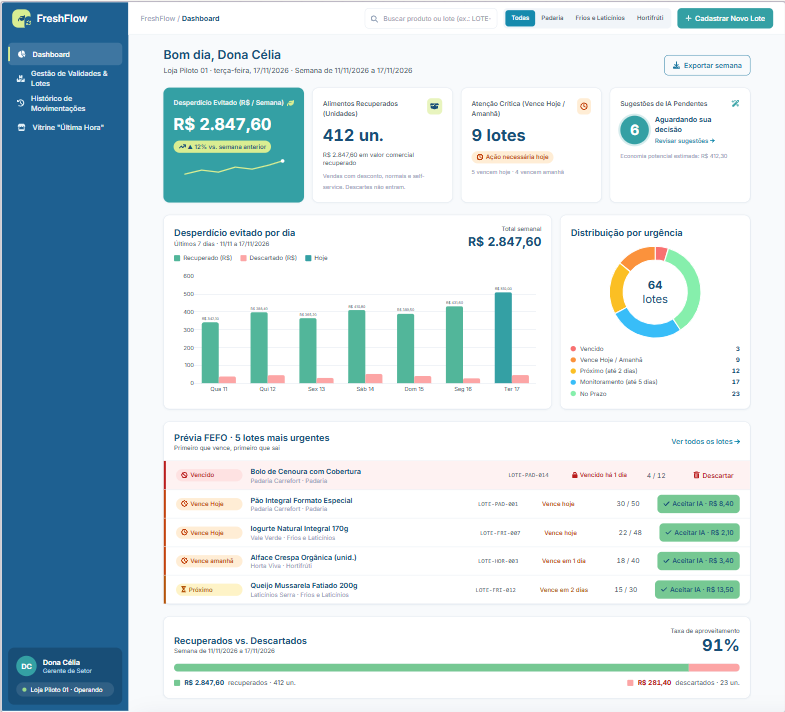 FreshFlow
FreshFlow / Dashboard
Buscar produto ou lote (ex.: LOTE-
Todas
Padaria
Frios e Laticínios
Hortifrúti
+ Cadastrar Novo Lote
Dashboard
Gestão de Validades &
Lotes
Histórico de
Movimentações
Vitrine "Última Hora"
Bom dia, Dona Célia
Loja Piloto 01 · terça-feira, 17/11/2026 · Semana de 11/11/2026 a 17/11/2026
Exportar semana
Desperdício Evitado (R$ / Semana)
R$ 2.847,60
▲ 12% vs. semana anterior
Alimentos Recuperados
(Unidades)
412 un.
R$ 2.847,60 em valor comercial
recuperado
Vendas com desconto, normais e self-
service. Descartes não entram.
Atenção Crítica (Vence Hoje /
Amanhã)
9 lotes
Ação necessária hoje
5 vencem hoje · 4 vencem amanhã
Sugestões de IA Pendentes
6
Aguardando sua
decisão
Revisar sugestões →
Economia potencial estimada: R$ 412,30
Desperdício evitado por dia
Últimos 7 dias · 11/11 a 17/11/2026
Total semanal
R$ 2.847,60
Recuperado (R$)
Descartado (R$)
Hoje
600
500
400
300
200
100
0
Qua 11
Qui 12
Sex 13
Sáb 14
Dom 15
Seg 16
Ter 17
Distribuição por urgência
64
lotes
Vencido 3
Vence Hoje / Amanhã 9
Próximo (até 2 dias) 12
Monitoramento (até 5 dias) 17
No Prazo 23
Prévia FEFO · 5 lotes mais urgentes
Primeiro que vence, primeiro que sai
Ver todos os lotes →
Vencido
Bolo de Cenoura com Cobertura
Padaria Carrefort · Padaria
LOTE-PAD-014
Vencido há 1 dia
4 / 12
Descartar
Vence Hoje
Pão Integral Formato Especial
Padaria Carrefort · Padaria
LOTE-PAD-001
Vence hoje
30 / 50
Aceitar IA · R$ 8,40
Vence Hoje
Iogurte Natural Integral 170g
Vale Verde · Frios e Laticínios
LOTE-FRI-007
Vence hoje
22 / 48
Aceitar IA · R$ 2,10
Vence amanhã
Alface Crespa Orgânica (unid.)
Horta Vive · Hortifrúti
LOTE-HOR-003
Vence em 1 dia
18 / 40
Aceitar IA · R$ 3,40
Próximo
Queijo Mussarela Fatiado 200g
Laticínios Serra · Frios e Laticínios
LOTE-FRI-012
Vence em 2 dias
15 / 30
Aceitar IA · R$ 13,50
Recuperados vs. Descartados
Semana de 11/11/2026 a 17/11/2026
Taxa de aproveitamento
91%
R$ 2.847,60 recuperados · 412 un.
R$ 281,40 descartados · 23 un.
DC
Dona Célia
Gerente de Setor
Loja Piloto 01 · Operando